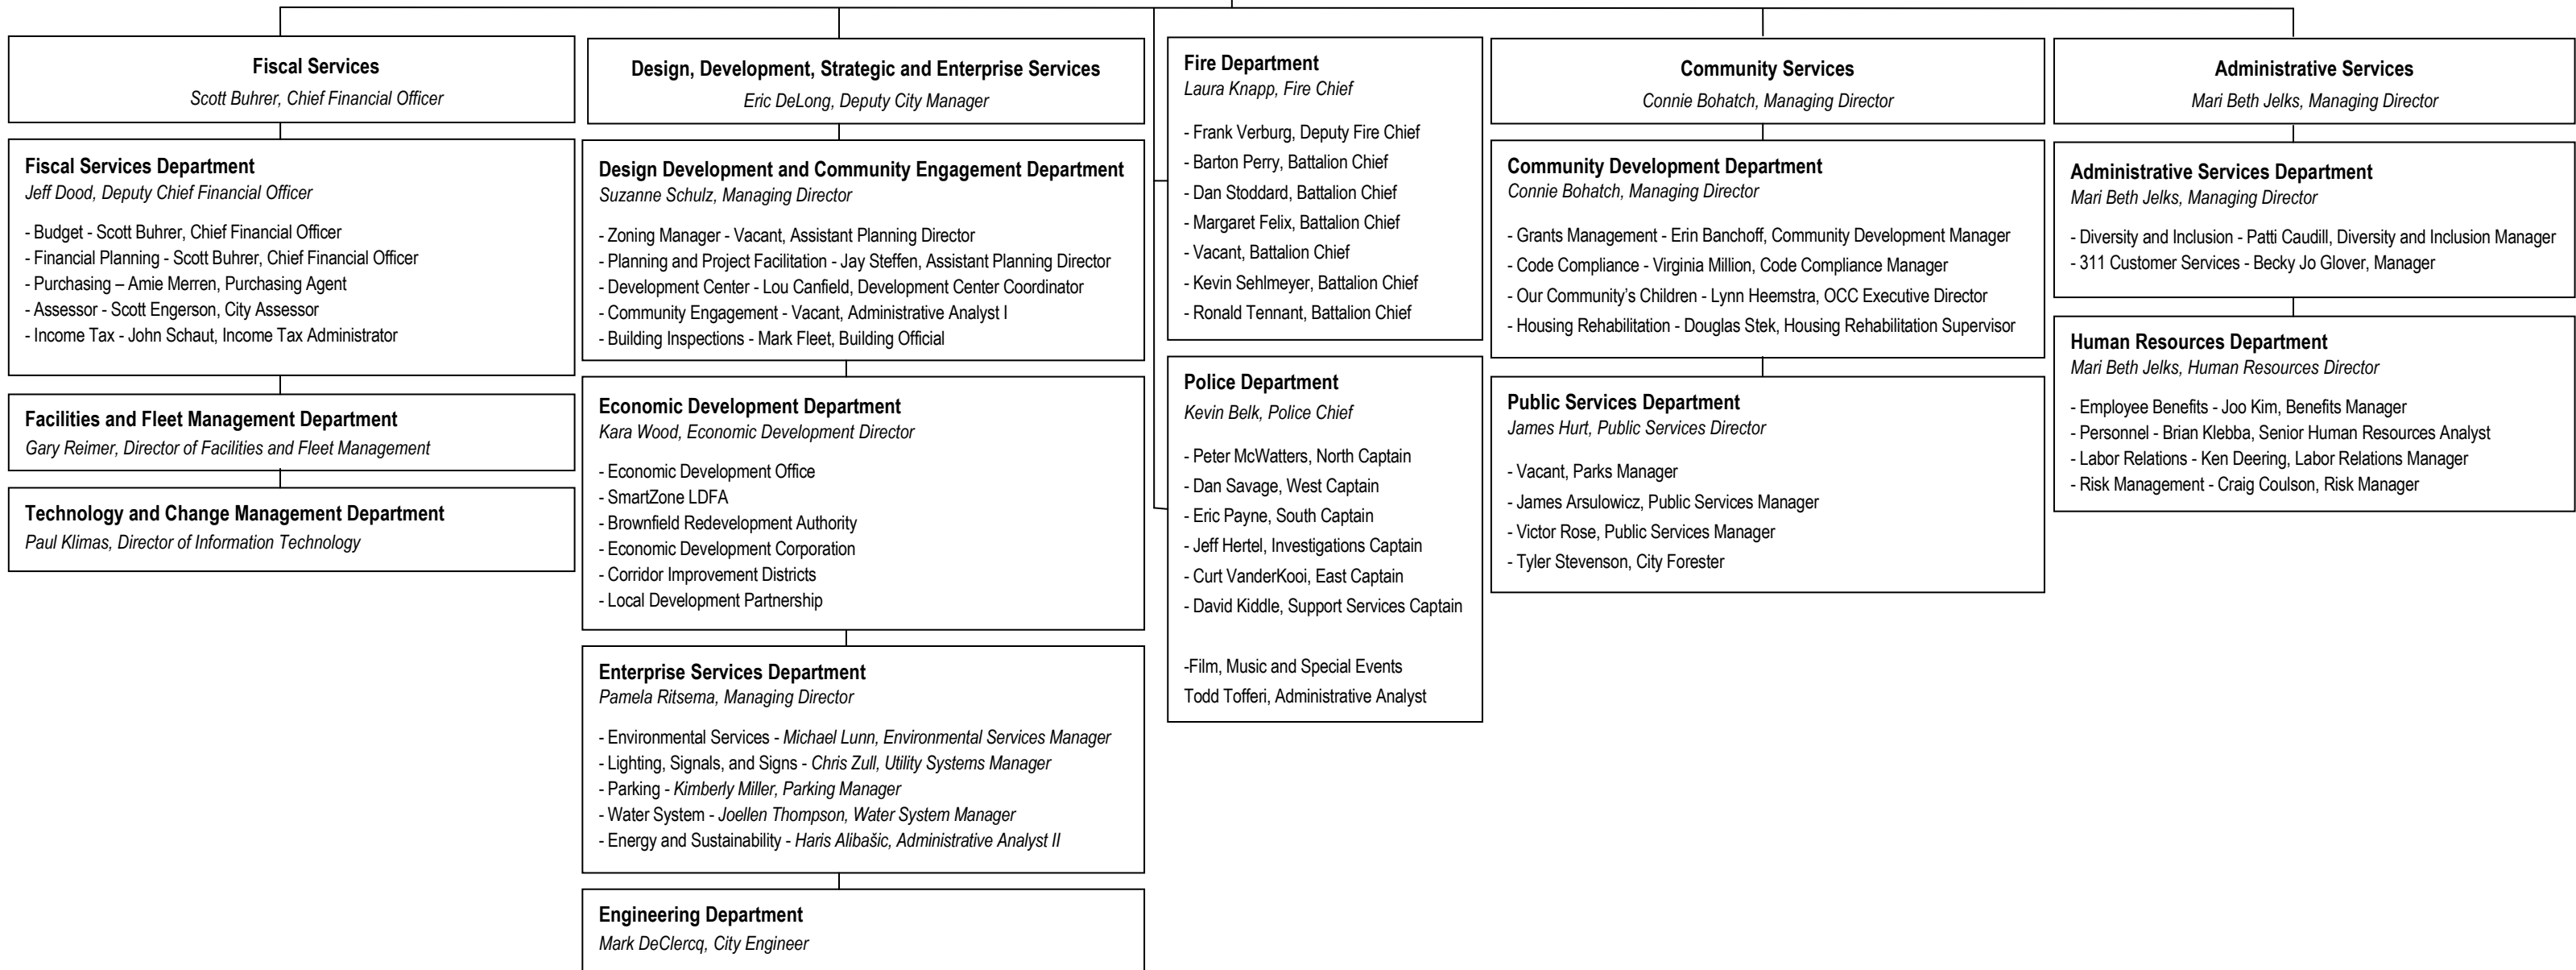 Fiscal Services
Scott Buhrer, Chief Financial Officer
Fiscal Services Department
Jeff Dood, Deputy Chief Financial Officer
- Budget - Scott Buhrer, Chief Financial Officer
- Financial Planning - Scott Buhrer, Chief Financial Officer
- Purchasing – Amie Merren, Purchasing Agent
- Assessor - Scott Engerson, City Assessor
- Income Tax - John Schaut, Income Tax Administrator
Facilities and Fleet Management Department
Gary Reimer, Director of Facilities and Fleet Management
Technology and Change Management Department
Paul Klimas, Director of Information Technology
Design, Development, Strategic and Enterprise Services
Eric DeLong, Deputy City Manager
Design Development and Community Engagement Department
Suzanne Schulz, Managing Director
- Zoning Manager - Vacant, Assistant Planning Director
- Planning and Project Facilitation - Jay Steffen, Assistant Planning Director
- Development Center - Lou Canfield, Development Center Coordinator
- Community Engagement - Vacant, Administrative Analyst I
- Building Inspections - Mark Fleet, Building Official
Economic Development Department
Kara Wood, Economic Development Director
- Economic Development Office
- SmartZone LDFA
- Brownfield Redevelopment Authority
- Economic Development Corporation
- Corridor Improvement Districts
- Local Development Partnership
Enterprise Services Department
Pamela Ritsema, Managing Director
- Environmental Services - Michael Lunn, Environmental Services Manager
- Lighting, Signals, and Signs - Chris Zull, Utility Systems Manager
- Parking - Kimberly Miller, Parking Manager
- Water System - Joellen Thompson, Water System Manager
- Energy and Sustainability - Haris Alibašic, Administrative Analyst II
Engineering Department
Mark DeClercq, City Engineer
Fire Department
Laura Knapp, Fire Chief
- Frank Verburg, Deputy Fire Chief
- Barton Perry, Battalion Chief
- Dan Stoddard, Battalion Chief
- Margaret Felix, Battalion Chief
- Vacant, Battalion Chief
- Kevin Sehlmeyer, Battalion Chief
- Ronald Tennant, Battalion Chief
Police Department
Kevin Belk, Police Chief
- Peter McWatters, North Captain
- Dan Savage, West Captain
- Eric Payne, South Captain
- Jeff Hertel, Investigations Captain
- Curt VanderKooi, East Captain
- David Kiddle, Support Services Captain
-Film, Music and Special Events
Todd Tofferi, Administrative Analyst
Community Services
Connie Bohatch, Managing Director
Community Development Department
Connie Bohatch, Managing Director
- Grants Management - Erin Banchoff, Community Development Manager
- Code Compliance - Virginia Million, Code Compliance Manager
- Our Community’s Children - Lynn Heemstra, OCC Executive Director
- Housing Rehabilitation - Douglas Stek, Housing Rehabilitation Supervisor
Public Services Department
James Hurt, Public Services Director
- Vacant, Parks Manager
- James Arsulowicz, Public Services Manager
- Victor Rose, Public Services Manager
- Tyler Stevenson, City Forester
Administrative Services
Mari Beth Jelks, Managing Director
Administrative Services Department
Mari Beth Jelks, Managing Director
- Diversity and Inclusion - Patti Caudill, Diversity and Inclusion Manager
- 311 Customer Services - Becky Jo Glover, Manager
Human Resources Department
Mari Beth Jelks, Human Resources Director
- Employee Benefits - Joo Kim, Benefits Manager
- Personnel - Brian Klebba, Senior Human Resources Analyst
- Labor Relations - Ken Deering, Labor Relations Manager
- Risk Management - Craig Coulson, Risk Manager